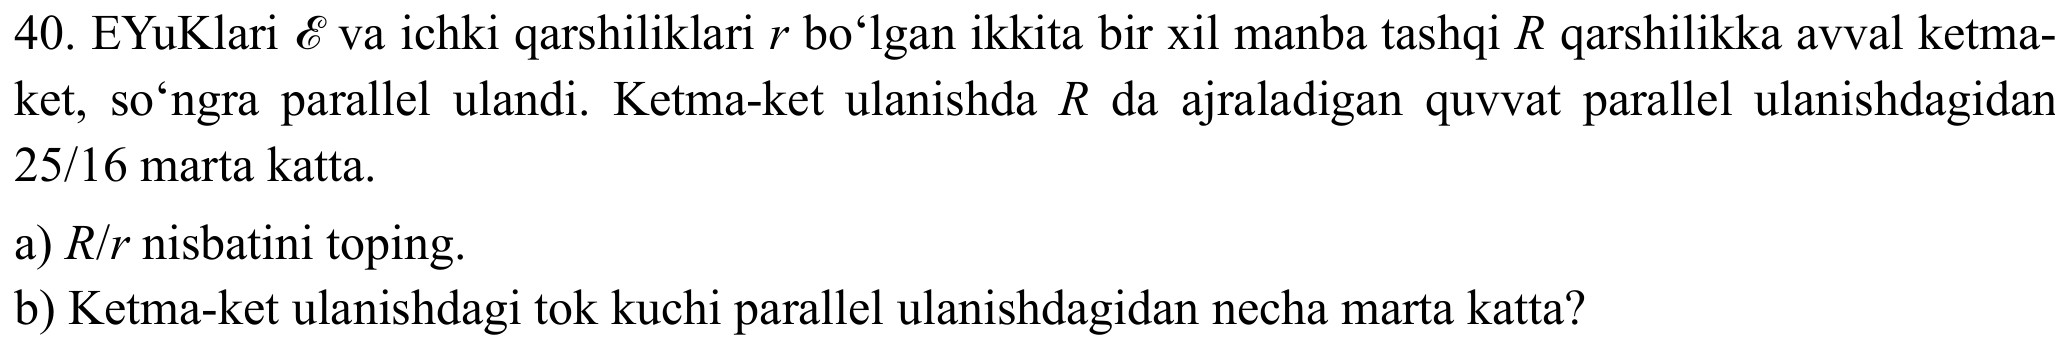 40. EYuKlari ℰ va ichki qarshiliklari r bo‘lgan ikkita bir xil manba tashqi R qarshilikka avval ketma-
ket, so‘ngra parallel ulandi. Ketma-ket ulanishda R da ajraladigan quvvat parallel ulanishdagidan
25/16 marta katta.
a) R/r nisbatini toping.
b) Ketma-ket ulanishdagi tok kuchi parallel ulanishdagidan necha marta katta?